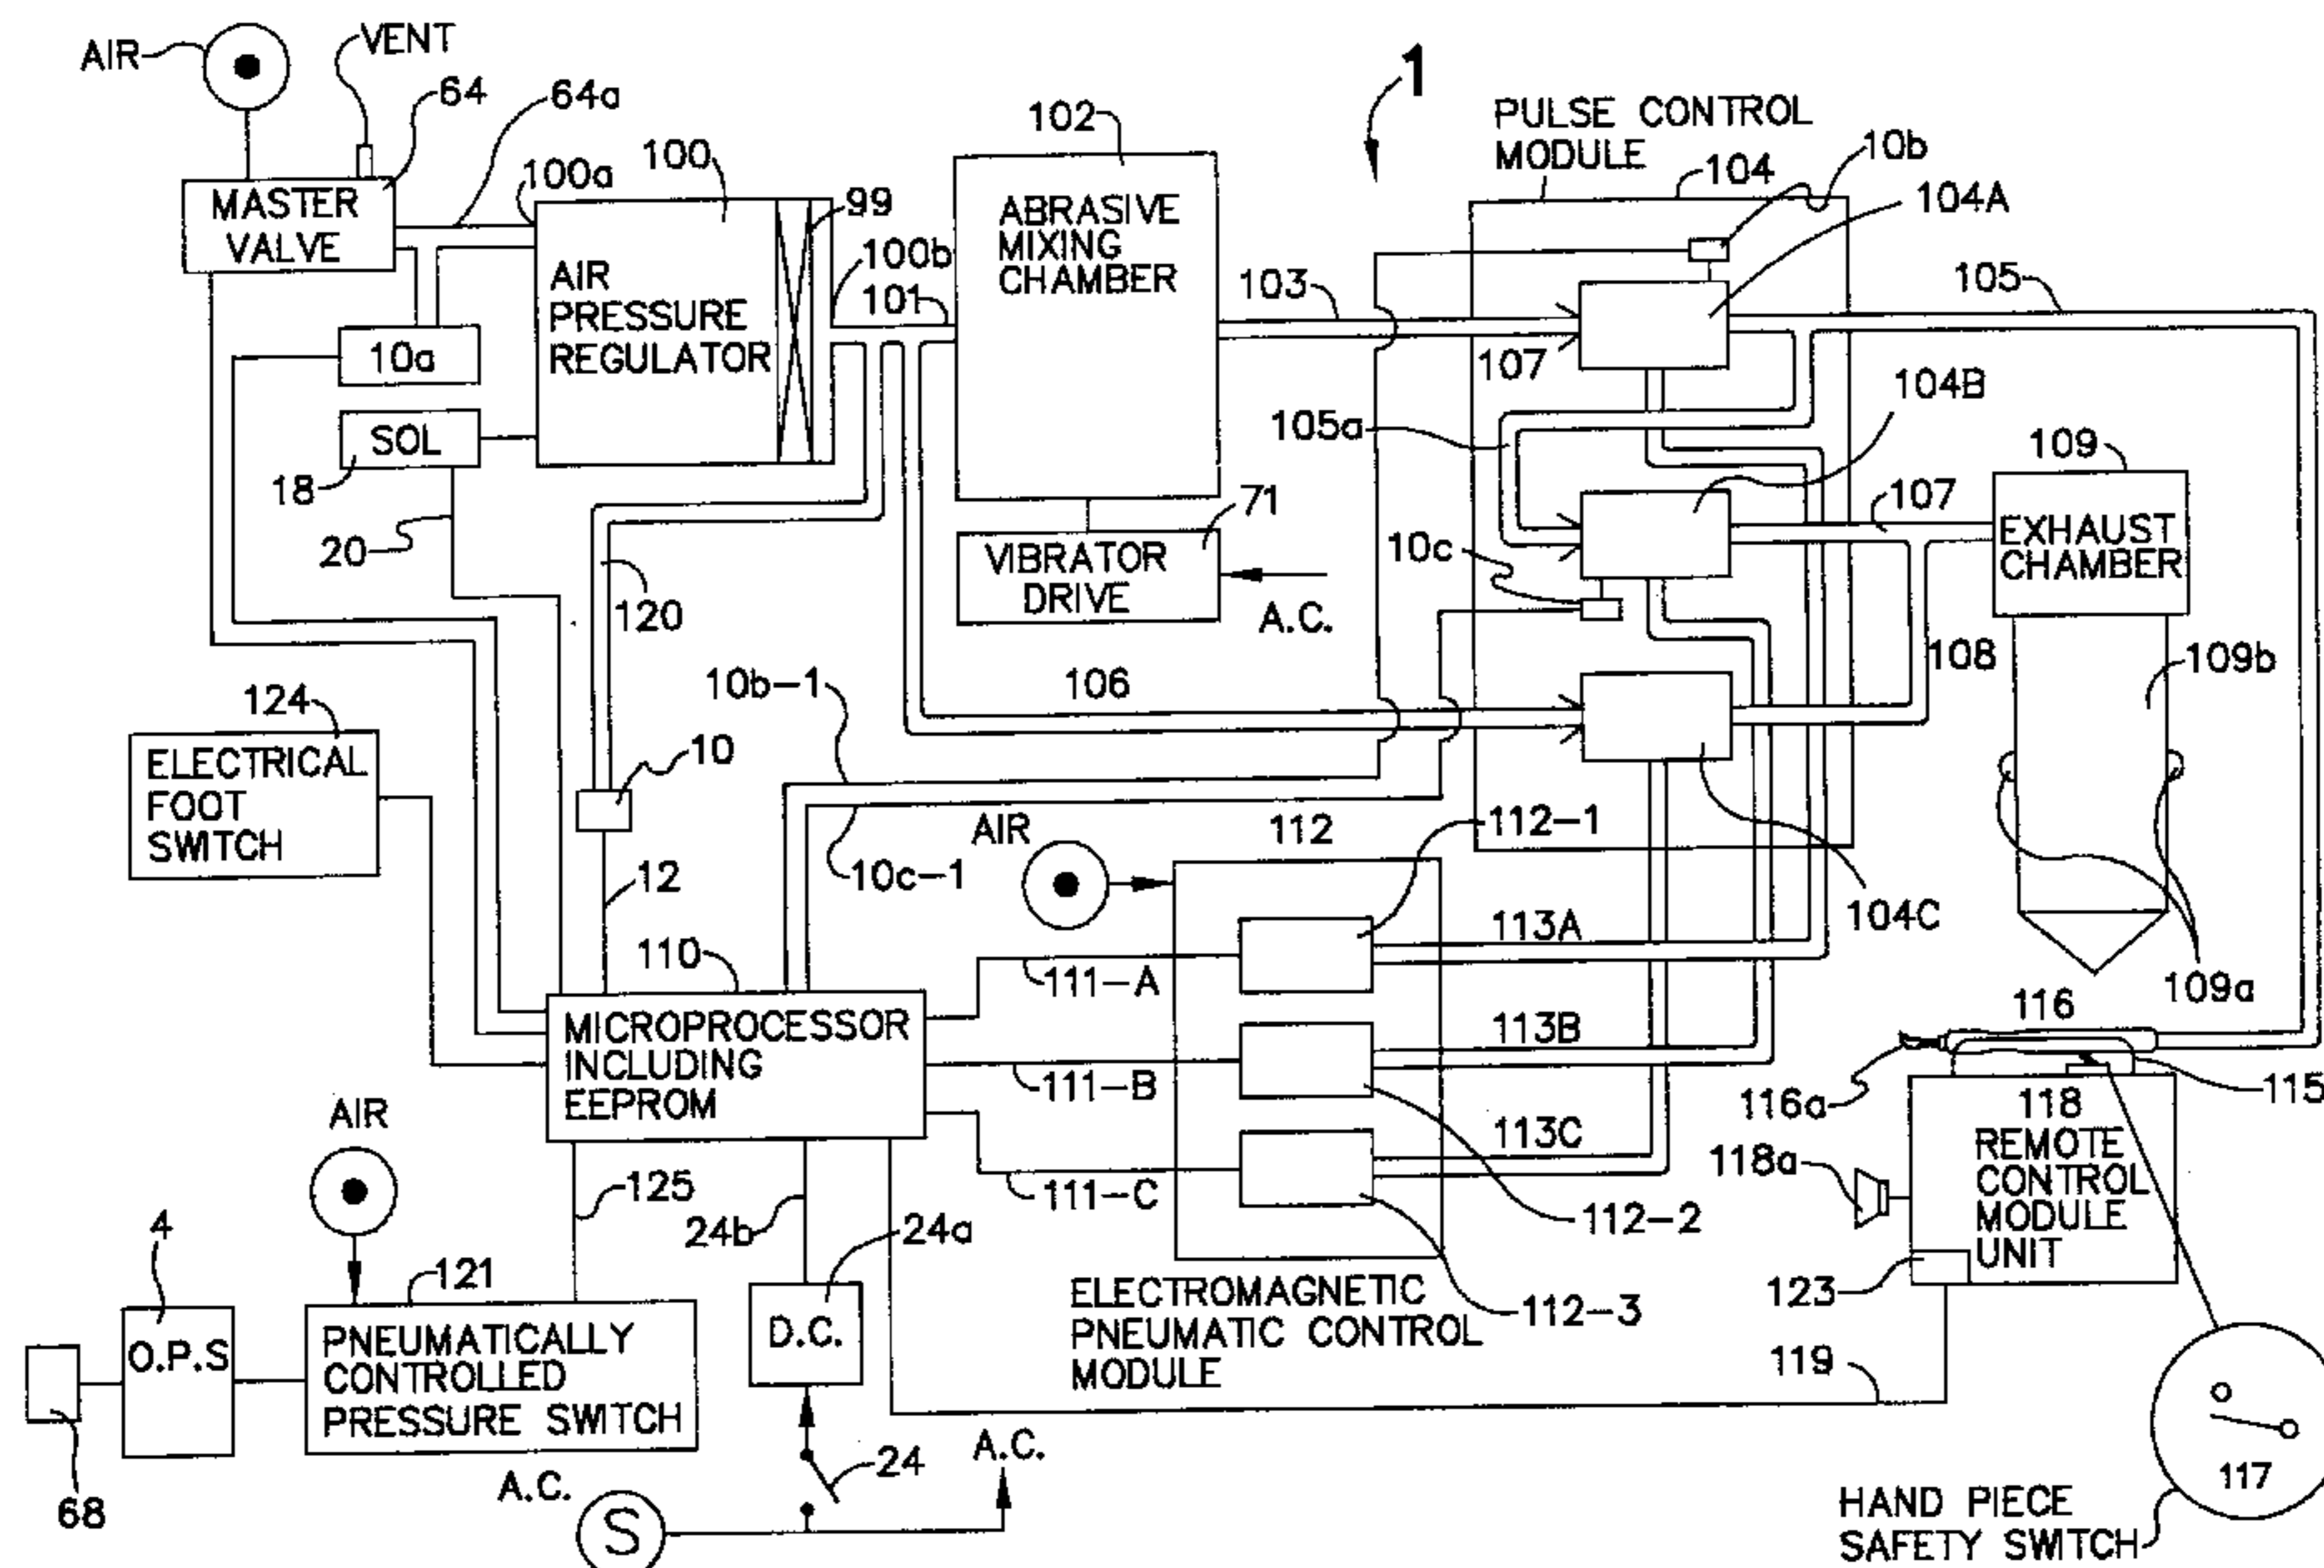 AIR
VENT
64
64a
1
102
PULSE CONTROL
MODULE
10b
104
104A
100
100a
99
MASTER
VALVE
100b
101
ABRASIVE
MIXING
CHAMBER
103
105
AIR
PRESSURE
REGULATOR
10a
107
104B
105a
SOL
18
109
71
107
20
10c
EXHAUST
CHAMBER
VIBRATOR
DRIVE
120
A.C.
108
109b
10b-1
106
124
10
ELECTRICAL
FOOT
SWITCH
112-1
112
AIR
10c-1
12
104C
110
113A
111-A
109a
116
MICROPROCESSOR
INCLUDING
EEPROM
113B
111-B
116a
115
118
AIR
113C
REMOTE
CONTROL
MODULE
UNIT
118a
125
111-C
24b
24a
112-2
4
121
123
ELECTROMAGNETIC
PNEUMATIC CONTROL
MODULE
112-3
D.C.
O.P.S
PNEUMATICALLY
CONTROLLED
PRESSURE SWITCH
119
24
A.C.
A.C.
68
S
117
HAND PIECE
SAFETY SWITCH